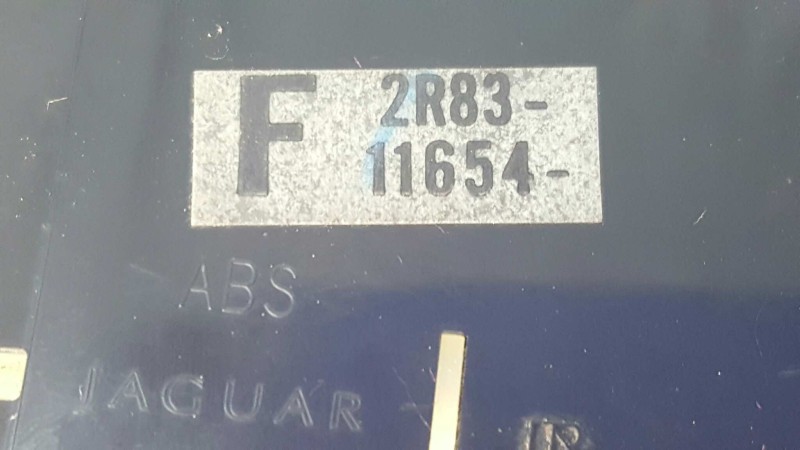 F 2R83-
11654-
ABS
JAGUAR